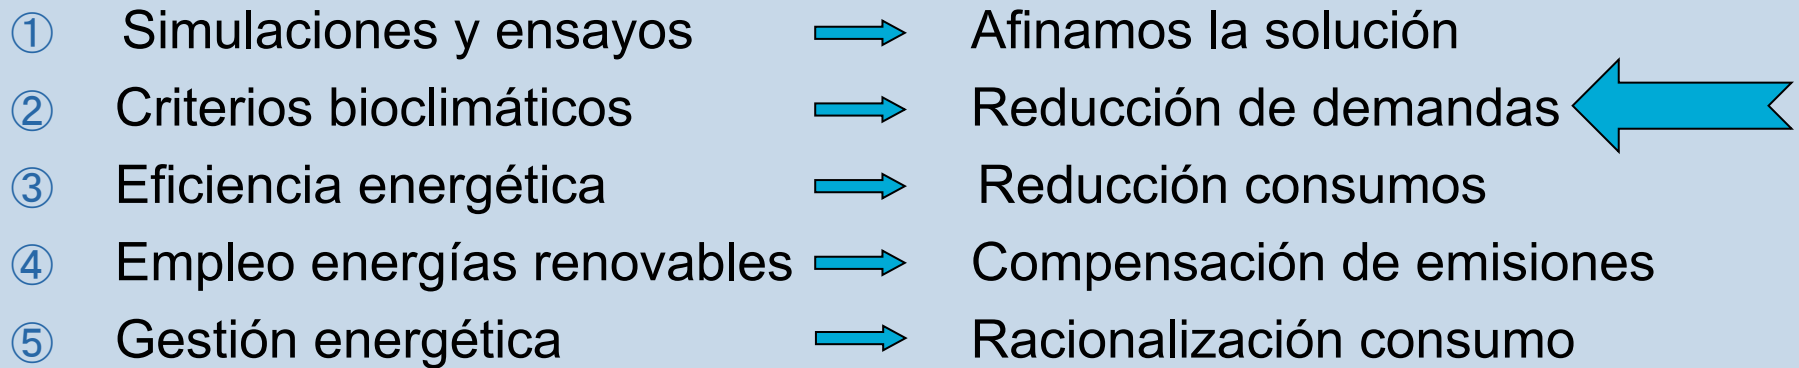 ① Simulaciones y ensayos Afinamos la solución
② Criterios bioclimáticos Reducción de demandas
③ Eficiencia energética Reducción consumos
④ Empleo energías renovables Compensación de emisiones
⑤ Gestión energética Racionalización consumo